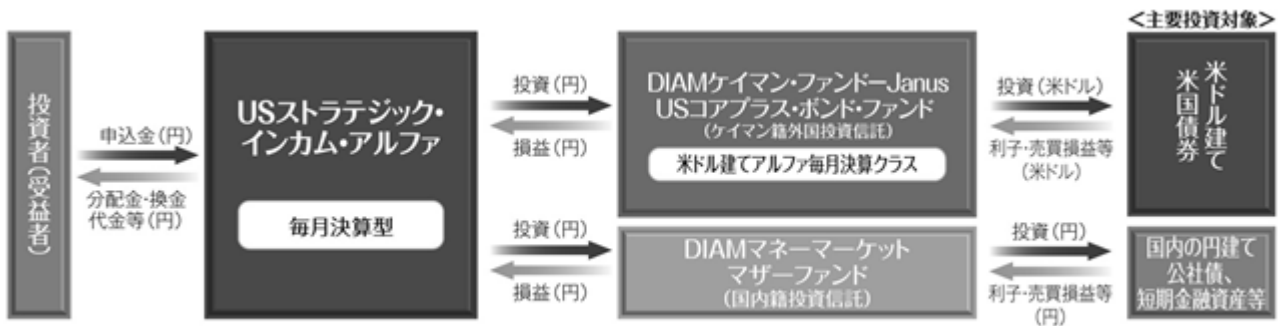 <主要投資対象>
投資者(受益者)
申込金(円)
分配金・換金
代金等(円)
USストラテジック・
インカム・アルファ
毎月決算型
投資(円)
損益(円)
DIAMケイマン・ファンドーJanus
USコアプラス・ボンド・ファンド
(ケイマン籍外国投資信託)
米ドル建てアルファ毎月決算クラス
投資(米ドル)
利子・売買損益等
(米ドル)
米ドル建て
米国債券
投資(円)
損益(円)
DIAMマネーマーケット
マザーファンド
(国内籍投資信託)
投資(円)
利子・売買損益等
(円)
国内の円建て
公社債、
短期金融資産等